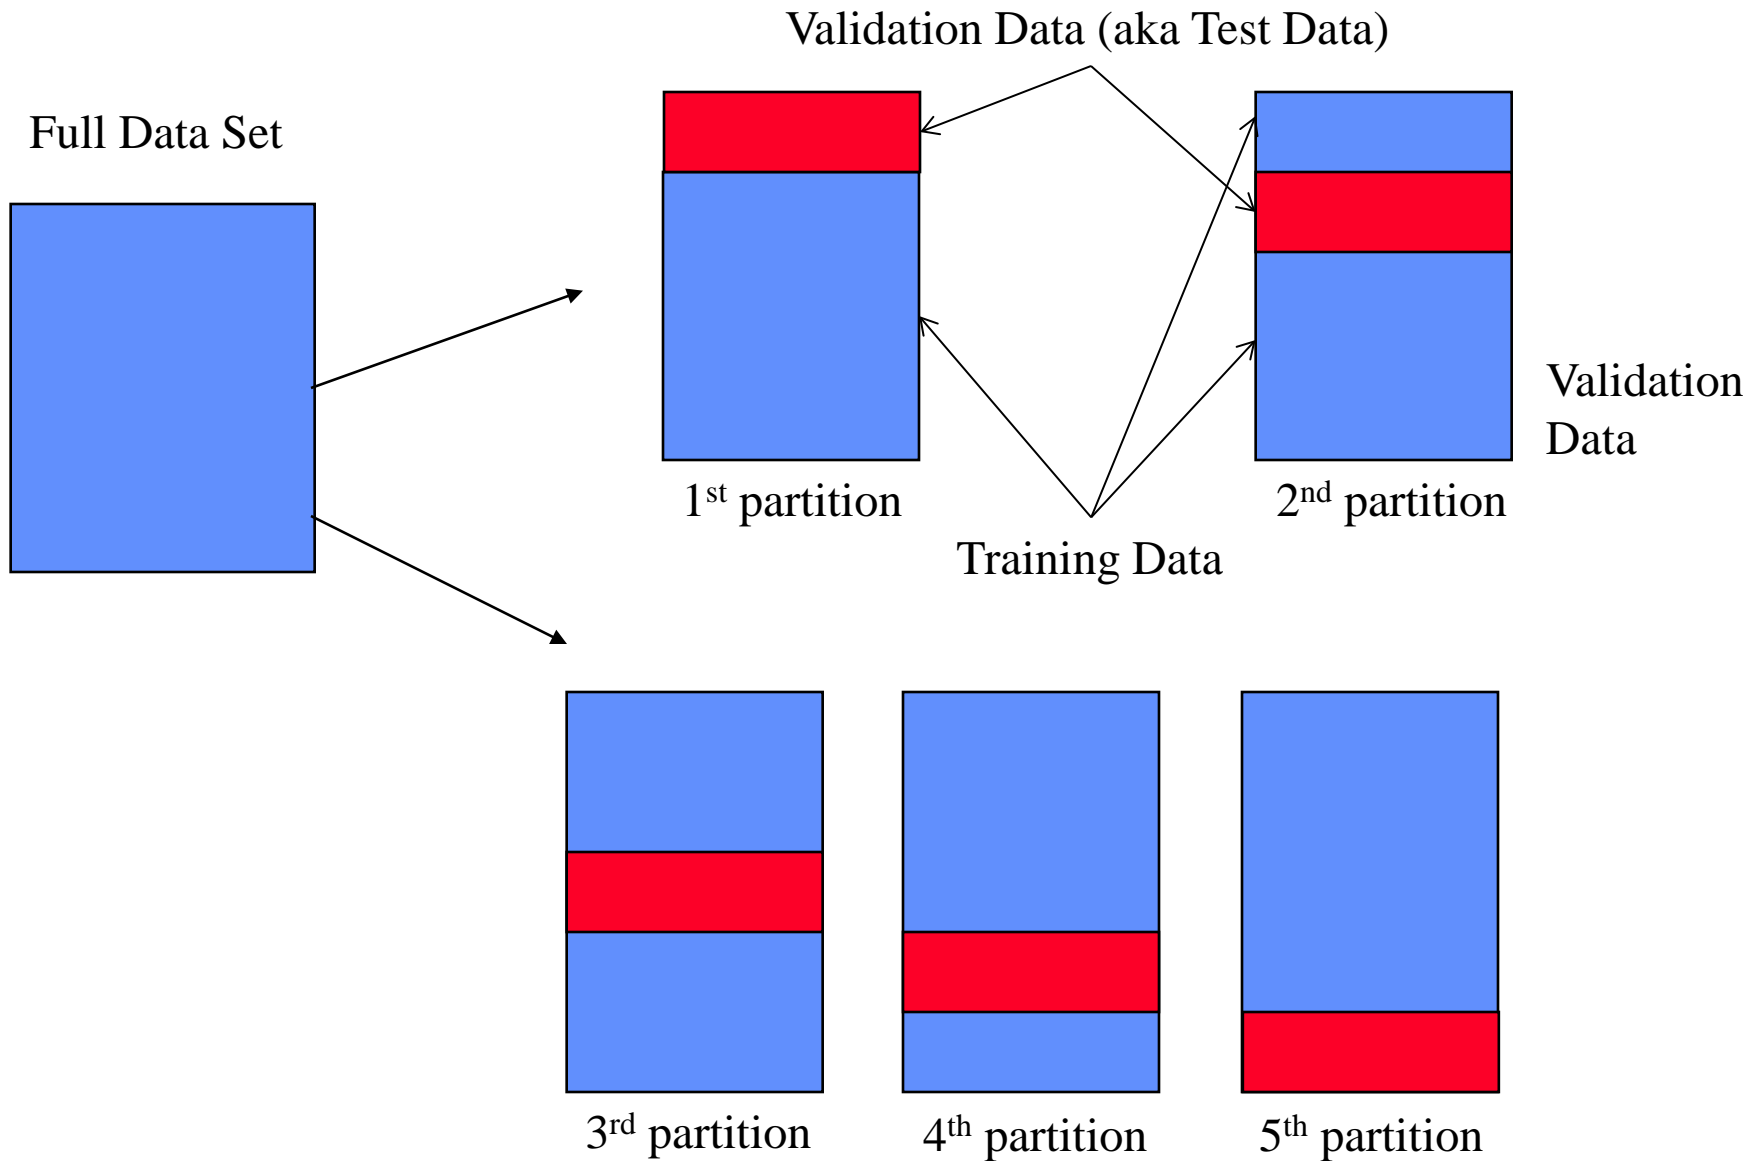 Validation Data (aka Test Data)
Full Data Set
Validation
Data
1st partition
2nd partition
Training Data
3rd partition
4th partition
5th partition